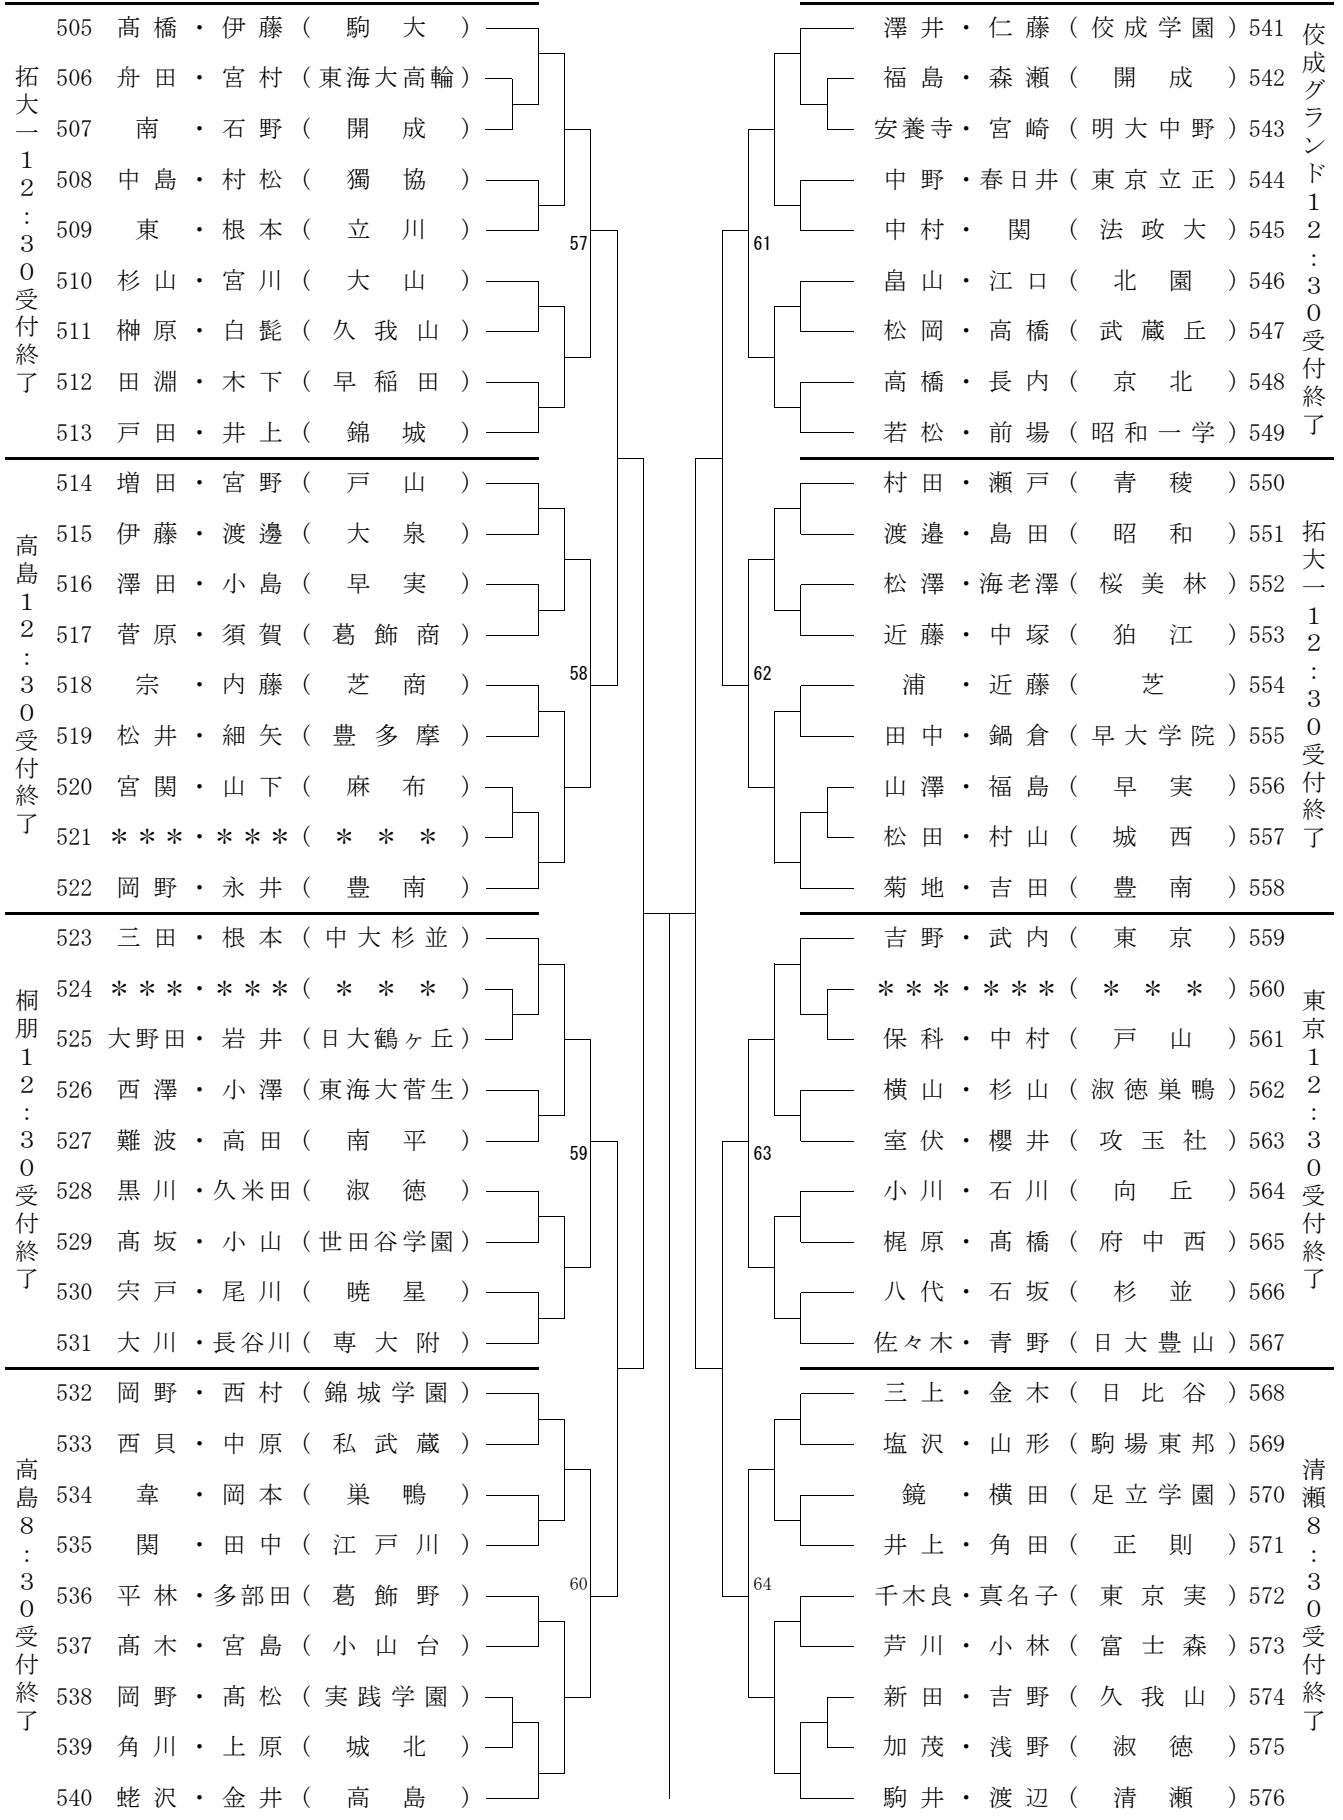 拓大一12:30受付終了
505 髙橋・伊藤(駒大)
506 舟田・宮村(東海大高輪)
507 南・石野(開成)
508 中島・村松(獨協)
509 東・根本(立川)
510 杉山・宮川(大山)
511 榊原・白髭(久我山)
512 田淵・木下(早稲田)
513 戸田・井上(錦城)
57
高島12:30受付終了
514 増田・宮野(戸山)
515 伊藤・渡邊(大泉)
516 澤田・小島(早実)
517 菅原・須賀(葛飾商)
518 宗・内藤(芝商)
519 松井・細矢(豊多摩)
520 宮関・山下(麻布)
521 ***・***(***)
522 岡野・永井(豊南)
58
桐朋12:30受付終了
523 三田・根本(中大杉並)
524 ***・***(***)
525 大野田・岩井(日大鶴ヶ丘)
526 西澤・小澤(東海大菅生)
527 難波・高田(南平)
528 黒川・久米田(淑徳)
529 髙坂・小山(世田谷学園)
530 宍戸・尾川(暁星)
531 大川・長谷川(専大附)
59
高島8:30受付終了
532 岡野・西村(錦城学園)
533 西貝・中原(私武蔵)
534 韋・岡本(巣鴨)
535 関・田中(江戸川)
536 平林・多部田(葛飾野)
537 髙木・宮島(小山台)
538 岡野・髙松(実践学園)
539 角川・上原(城北)
540 蛯沢・金井(高島)
60
佼成グランド12:30受付終了
澤井・仁藤(佼成学園)541
福島・森瀬(開成)542
安養寺・宮崎(明大中野)543
中野・春日井(東京立正)544
中村・関(法政大)545
畠山・江口(北園)546
松岡・高橋(武蔵丘)547
高橋・長内(京北)548
若松・前場(昭和一学)549
61
拓大一12:30受付終了
村田・瀬戸(青稜)550
渡邉・島田(昭和)551
松澤・海老澤(桜美林)552
近藤・中塚(狛江)553
浦・近藤(芝)554
田中・鍋倉(早大学院)555
山澤・福島(早実)556
松田・村山(城西)557
菊地・吉田(豊南)558
62
東京12:30受付終了
吉野・武内(東京)559
***・***(***)560
保科・中村(戸山)561
横山・杉山(淑徳巣鴨)562
室伏・櫻井(攻玉社)563
小川・石川(向丘)564
梶原・髙橋(府中西)565
八代・石坂(杉並)566
佐々木・青野(日大豊山)567
63
清瀬8:30受付終了
三上・金木(日比谷)568
塩沢・山形(駒場東邦)569
鏡・横田(足立学園)570
井上・角田(正則)571
千木良・真名子(東京実)572
芦川・小林(富士森)573
新田・吉野(久我山)574
加茂・浅野(淑徳)575
駒井・渡辺(清瀬)576
64